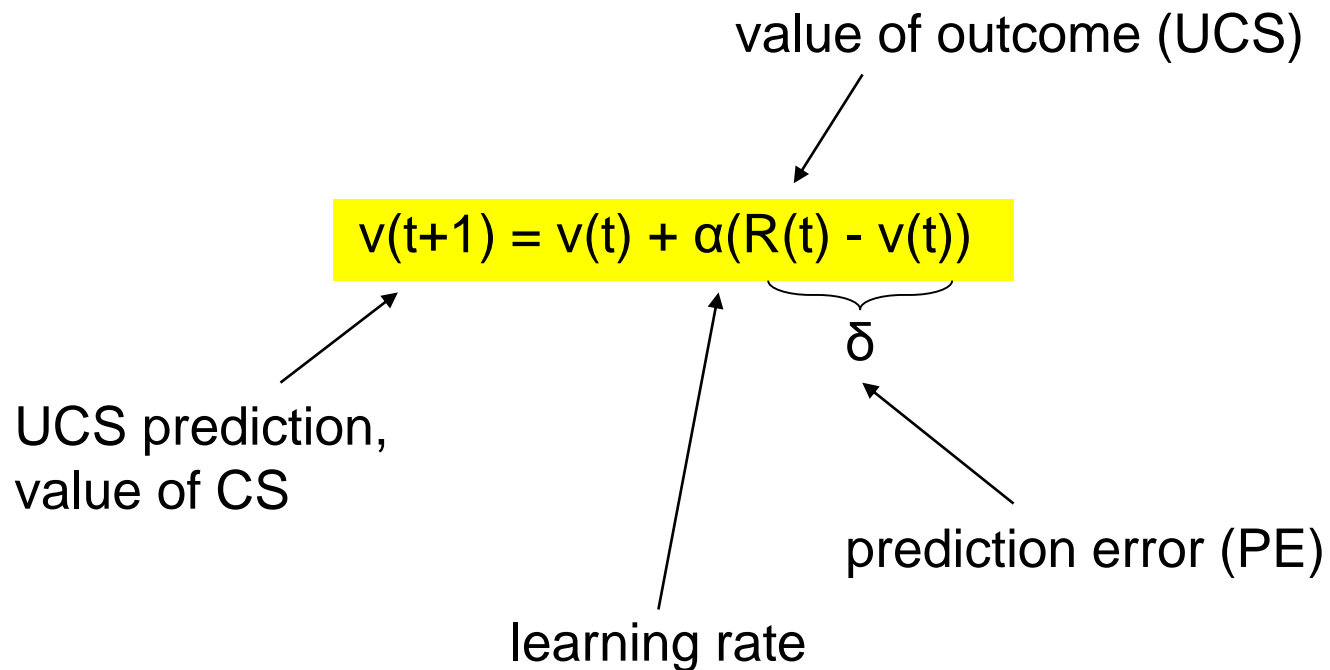 value of outcome (UCS)
v(t+1) = v(t) + α(R(t) - v(t))
δ
UCS prediction,
value of CS
prediction error (PE)
learning rate